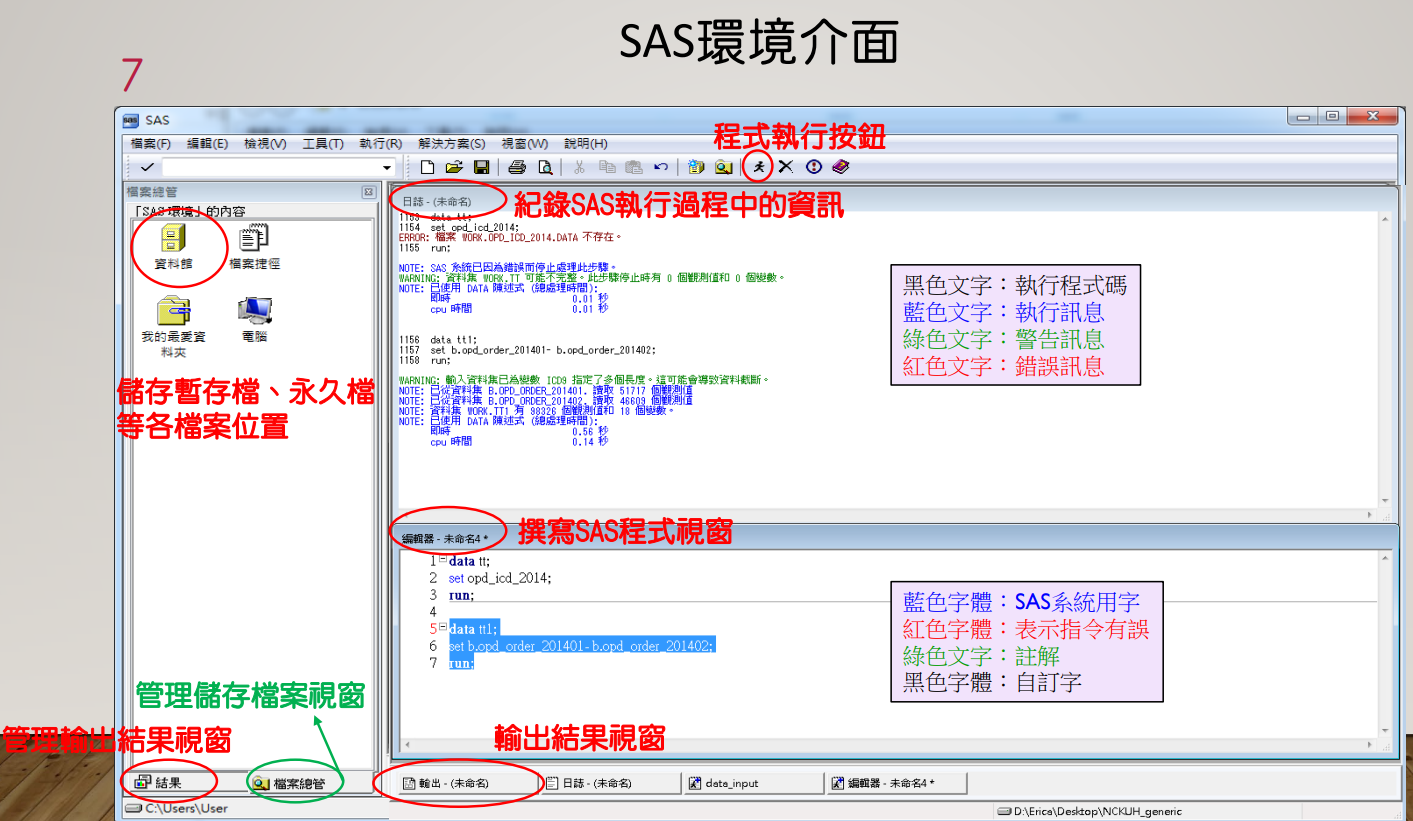 SAS環境介面
7
SAS
檔案(F) 編輯(E) 檢視(V) 工具(T) 執行(R) 解決方案(S) 視窗(W) 說明(H)
程式執行按鈕
檔案總管
「SAS 環境」的內容
資料館
檔案捷徑
我的最愛資料夾
電腦
儲存暫存檔、永久檔
等各檔案位置
日誌 - (未命名)
紀錄SAS執行過程中的資訊
1153 data tt;
1154 set opd_icd_2014;
ERROR: 檔案 WORK.OPD_ICD_2014.DATA 不存在。
1155 run;
NOTE: SAS 系統已因為錯誤而停止處理此步驟。
WARNING: 資料集 WORK.TT 可能不完整。此步驟停止時有 0 個觀測值和 0 個變數。
NOTE: 已使用 DATA 陳述式 (總處理時間):
即時 0.01 秒
cpu 時間 0.01 秒
1156 data tt1;
1157 set b.opd_order_201401- b.opd_order_201402;
1158 run;
WARNING: 輸入資料集已為變數 ICD9 指定了多個長度。這可能會導致資料截斷。
NOTE: 已從資料集 B.OPD_ORDER_201401. 讀取 51717 個觀測值
NOTE: 已從資料集 B.OPD_ORDER_201402. 讀取 46609 個觀測值
NOTE: 資料集 WORK.TT1 有 98326 個觀測值和 18 個變數。
NOTE: 已使用 DATA 陳述式 (總處理時間):
即時 0.56 秒
cpu 時間 0.14 秒
黑色文字：執行程式碼
藍色文字：執行訊息
綠色文字：警告訊息
紅色文字：錯誤訊息
編輯器 - 未命名4 *
撰寫SAS程式視窗
1 data tt;
2 set opd_icd_2014;
3 run;
4
5 data tt1;
6 set b.opd_order_201401- b.opd_order_201402;
7 run;
藍色字體：SAS系統用字
紅色字體：表示指令有誤
綠色文字：註解
黑色字體：自訂字
管理儲存檔案視窗
管理輸出結果視窗
輸出結果視窗
結果
檔案總管
輸出 - (未命名)
日誌 - (未命名)
data_input
編輯器 - 未命名4 *
C:\Users\User
D:\Erica\Desktop\NCKUH_generic